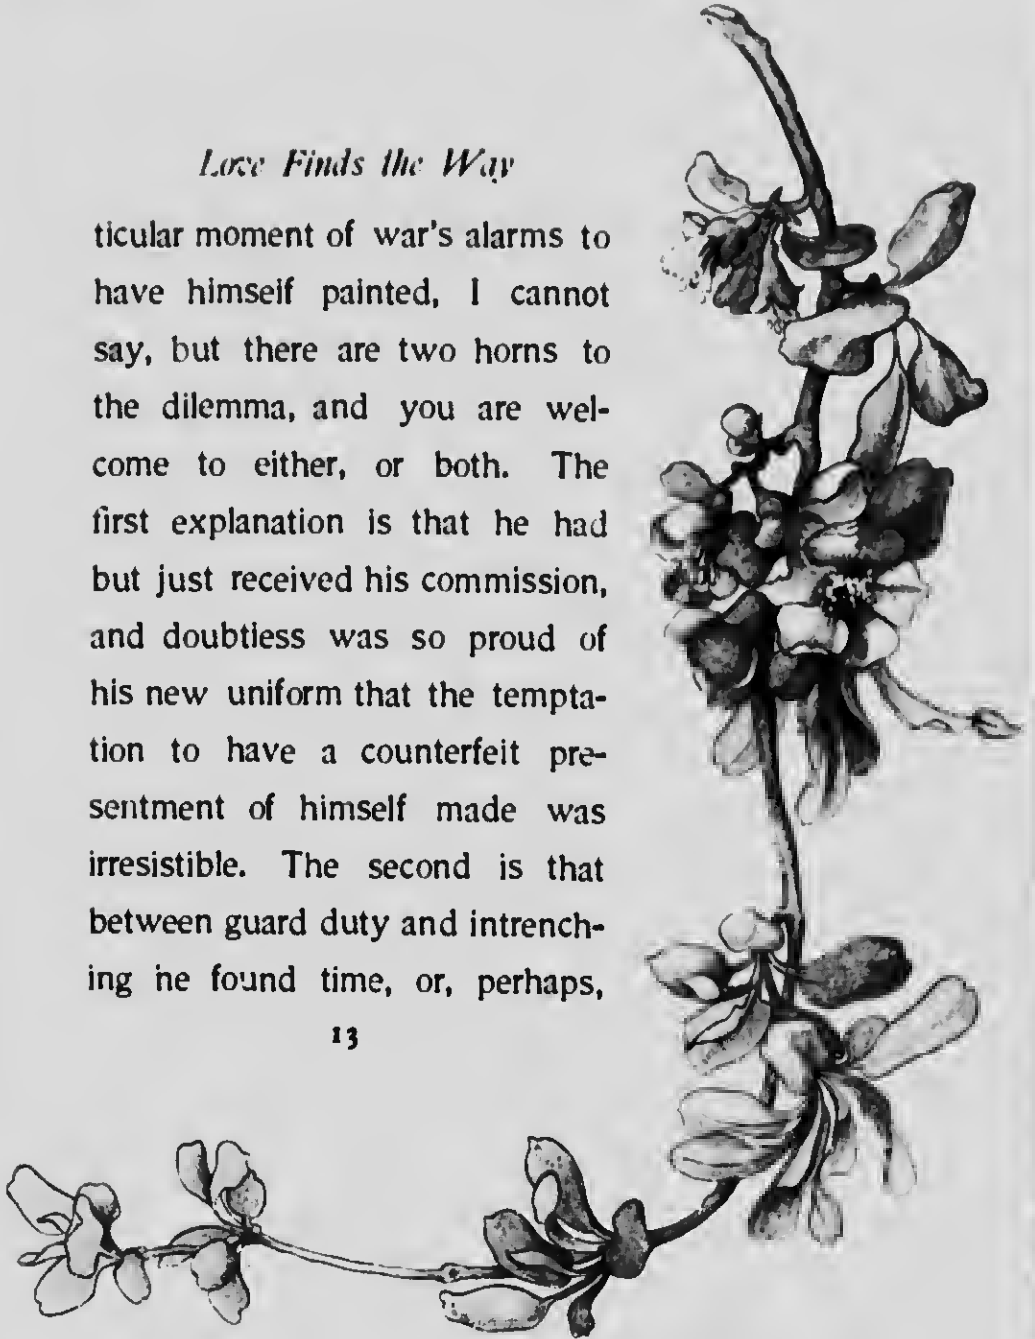 Love Finds the Way
ticular moment of war's alarms to
have himself painted, I cannot
say, but there are two horns to
the dilemma, and you are wel-
come to either, or both. The
first explanation is that he had
but just received his commission,
and doubtless was so proud of
his new uniform that the tempta-
tion to have a counterfeit pre-
sentment of himself made was
irresistible. The second is that
between guard duty and intrench-
ing he found time, or, perhaps,
13